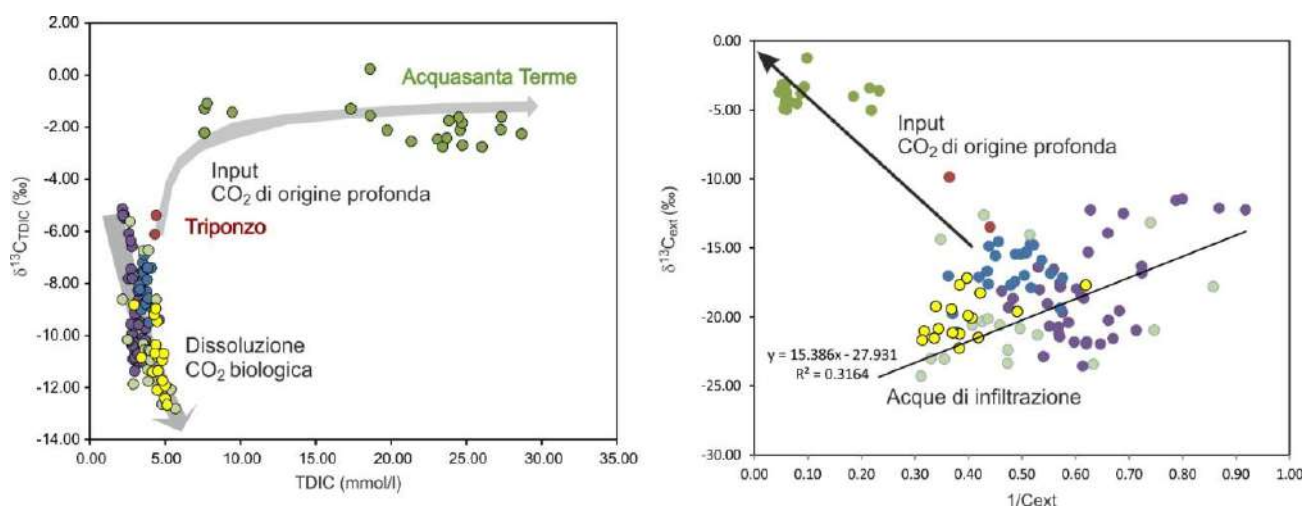 2.00
0.00
-2.00
-4.00
-6.00
-8.00
-10.00
-12.00
-14.00
δ¹³C_TDIC (‰)
Acquasanta Terme
Input
CO₂ di origine profonda
Triponzo
Dissoluzione
CO₂ biologica
0.00 5.00 10.00 15.00 20.00 25.00 30.00 35.00
TDIC (mmol/l)
0.00
-5.00
-10.00
-15.00
-20.00
-25.00
-30.00
δ¹³C_ext (‰)
Input
CO₂ di origine profonda
y = 15.386x - 27.931
R² = 0.3164
Acque di infiltrazione
0.00 0.10 0.20 0.30 0.40 0.50 0.60 0.70 0.80 0.90 1.00
1/Cext